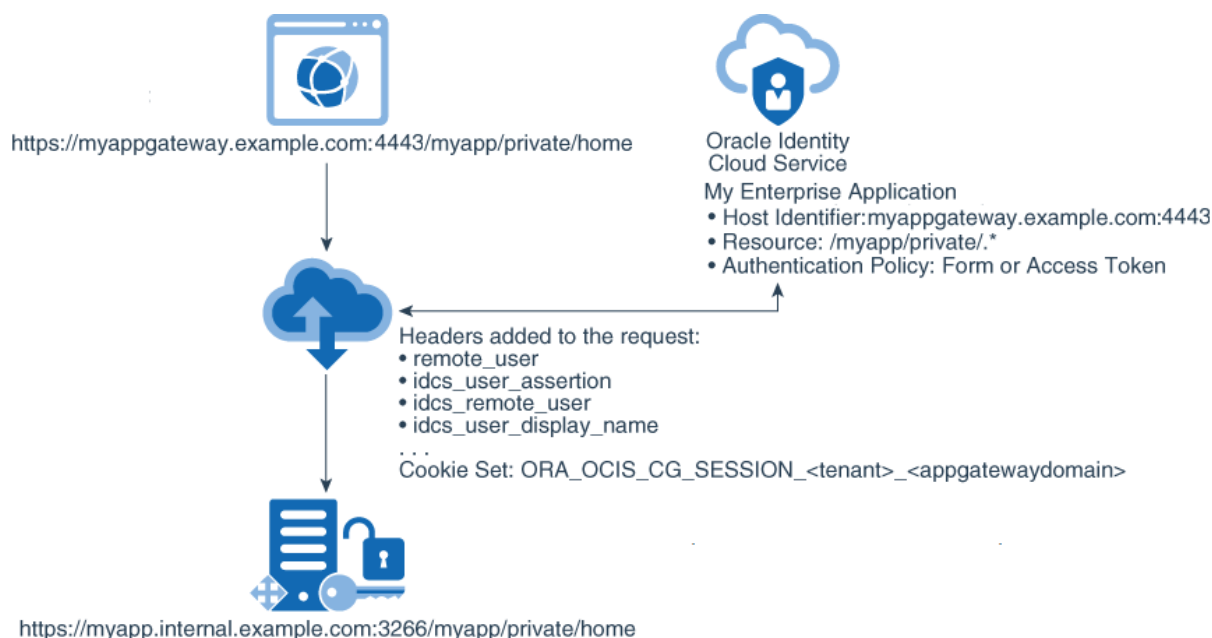 https://myappgateway.example.com:4443/myapp/private/home
Oracle Identity
Cloud Service
My Enterprise Application
• Host Identifier:myappgateway.example.com:4443
• Resource: /myapp/private/.*
• Authentication Policy: Form or Access Token
Headers added to the request:
• remote_user
• idcs_user_assertion
• idcs_remote_user
• idcs_user_display_name
. . .
Cookie Set: ORA_OCIS_CG_SESSION_<tenant>_<appgatewaydomain>
https://myapp.internal.example.com:3266/myapp/private/home